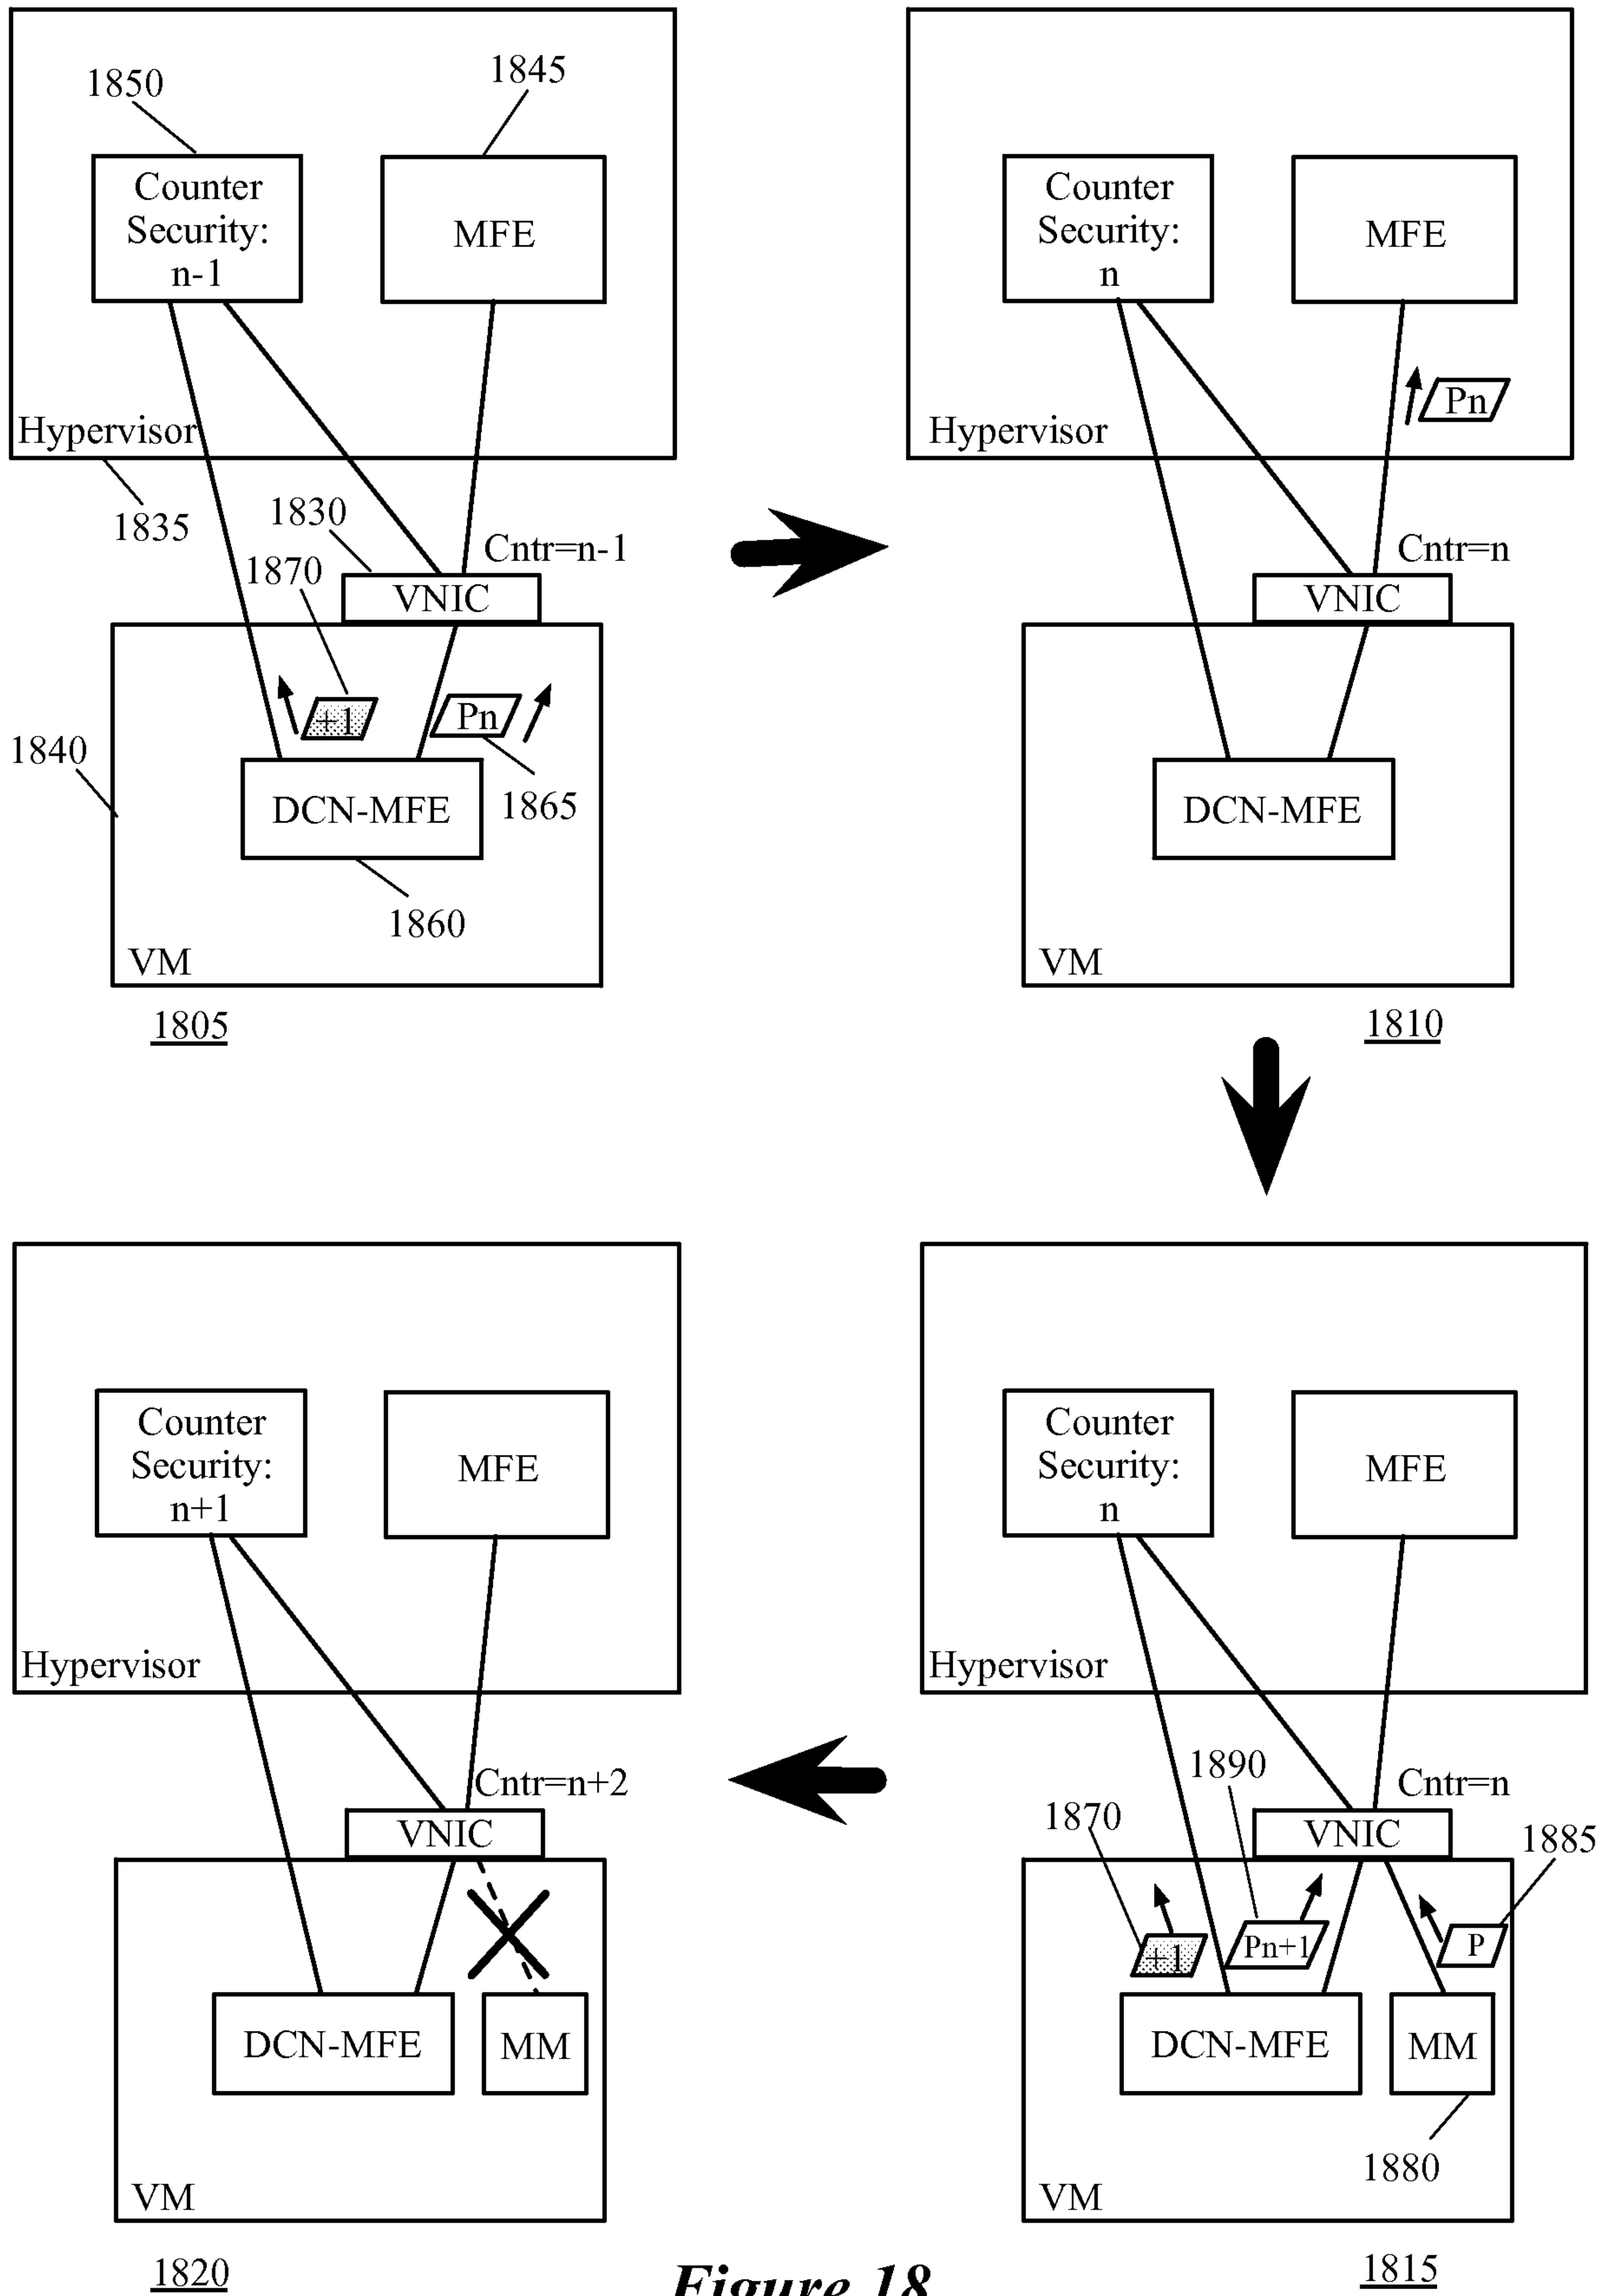 1850
1845
Counter
Security:
n-1
MFE
Hypervisor
1835
1830
Cntr=n-1
1870
VNIC
+1
Pn
1840
DCN-MFE
1865
1860
VM
1805
Counter
Security:
n
MFE
Pn
Hypervisor
Cntr=n
VNIC
DCN-MFE
VM
1810
Counter
Security:
n+1
MFE
Hypervisor
Cntr=n+2
VNIC
DCN-MFE
MM
VM
1820
Counter
Security:
n
MFE
Hypervisor
1890
Cntr=n
1870
VNIC
1885
+1
Pn+1
P
DCN-MFE
MM
1880
VM
1815
Figure 18